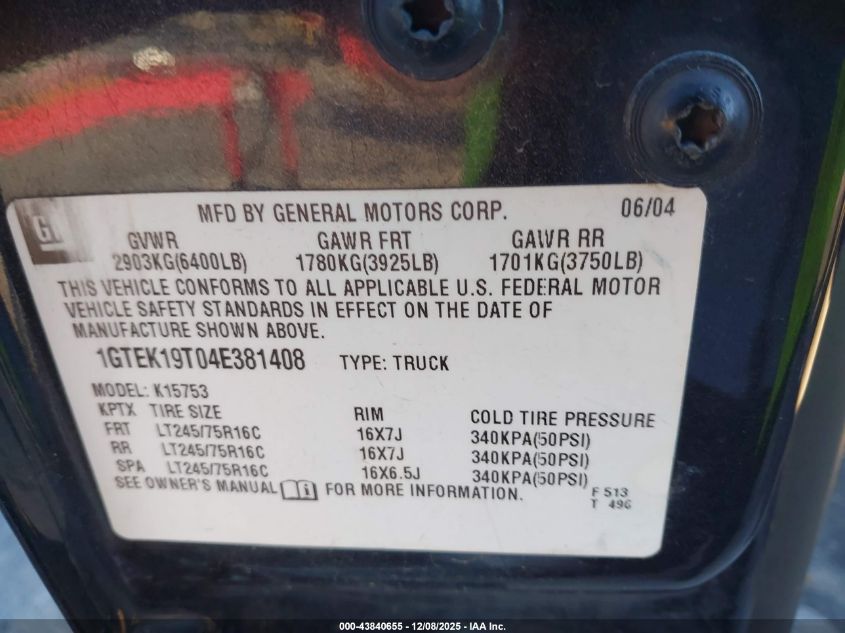 GM
MFD BY GENERAL MOTORS CORP. 06/04
GVWR GAWR FRT GAWR RR
2903KG(6400LB) 1780KG(3925LB) 1701KG(3750LB)
THIS VEHICLE CONFORMS TO ALL APPLICABLE U.S. FEDERAL MOTOR
VEHICLE SAFETY STANDARDS IN EFFECT ON THE DATE OF
MANUFACTURE SHOWN ABOVE.
1GTEK19T04E381408 TYPE: TRUCK
MODEL: K15753
KPTX TIRE SIZE RIM COLD TIRE PRESSURE
FRT LT245/75R16C 16X7J 340KPA(50PSI)
RR LT245/75R16C 16X7J 340KPA(50PSI)
SPA LT245/75R16C 16X6.5J 340KPA(50PSI)
SEE OWNER'S MANUAL FOR MORE INFORMATION.
F 513
T 496
000-43840655 - 12/08/2025 - IAA Inc.